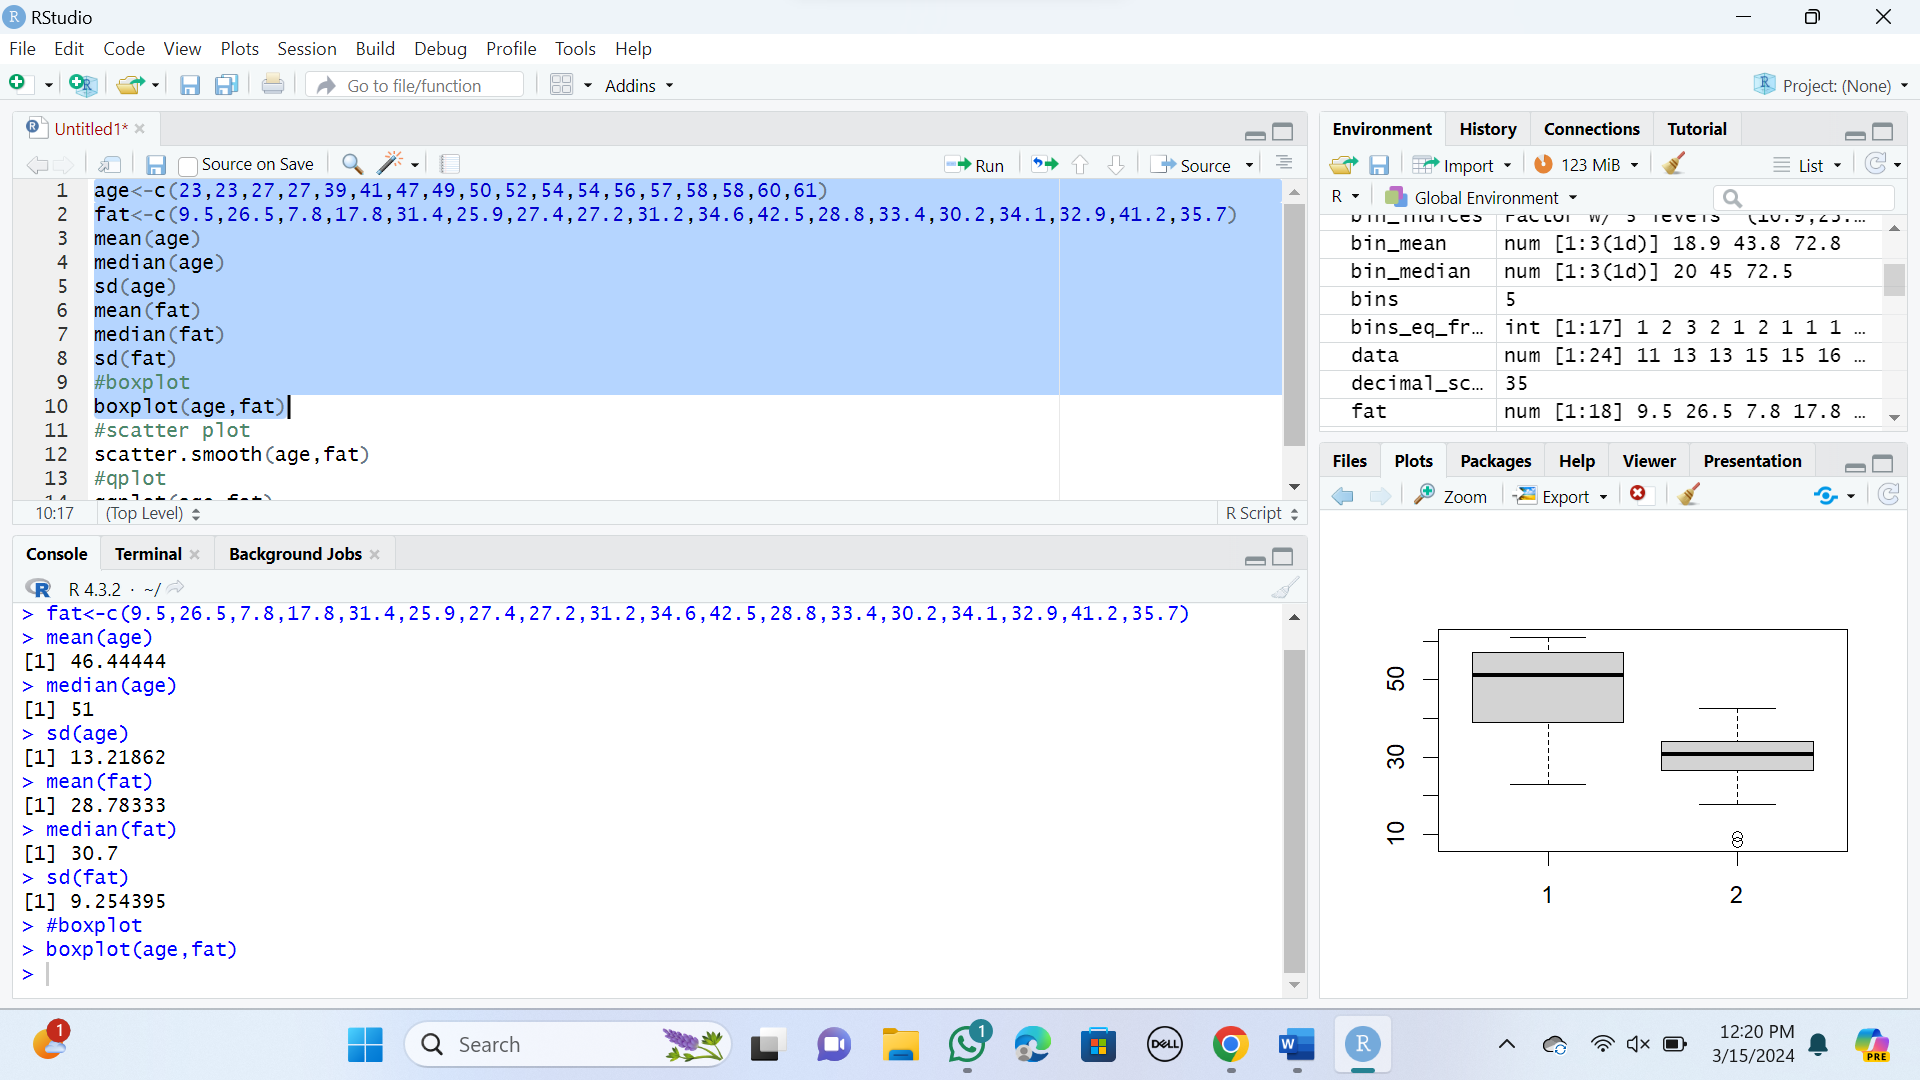 RStudio
File Edit Code View Plots Session Build Debug Profile Tools Help
Go to file/function Addins Project: (None)
Untitled1*
Source on Save Run Source
1 age<-c(23,23,27,27,39,41,47,49,50,52,54,54,56,57,58,58,60,61)
2 fat<-c(9.5,26.5,7.8,17.8,31.4,25.9,27.4,27.2,31.2,34.6,42.5,28.8,33.4,30.2,34.1,32.9,41.2,35.7)
3 mean(age)
4 median(age)
5 sd(age)
6 mean(fat)
7 median(fat)
8 sd(fat)
9 #boxplot
10 boxplot(age,fat)
11 #scatter plot
12 scatter.smooth(age,fat)
13 #qplot
10:17 (Top Level) R Script
Console Terminal Background Jobs
R 4.3.2 · ~/
> fat<-c(9.5,26.5,7.8,17.8,31.4,25.9,27.4,27.2,31.2,34.6,42.5,28.8,33.4,30.2,34.1,32.9,41.2,35.7)
> mean(age)
[1] 46.44444
> median(age)
[1] 51
> sd(age)
[1] 13.21862
> mean(fat)
[1] 28.78333
> median(fat)
[1] 30.7
> sd(fat)
[1] 9.254395
> #boxplot
> boxplot(age,fat)
>
Environment History Connections Tutorial
Import 123 MiB List
R Global Environment
bin_indices Factor w/ 3 levels
bin_mean num [1:3(1d)] 18.9 43.8 72.8
bin_median num [1:3(1d)] 20 45 72.5
bins 5
bins_eq_fr… int [1:17] 1 2 3 2 1 2 1 1 1 …
data num [1:24] 11 13 13 15 15 16 …
decimal_sc… 35
fat num [1:18] 9.5 26.5 7.8 17.8 …
Files Plots Packages Help Viewer Presentation
Zoom Export
50
30
10
1 2
1
Search
1
DELL
W
R
12:20 PM
3/15/2024
PRE